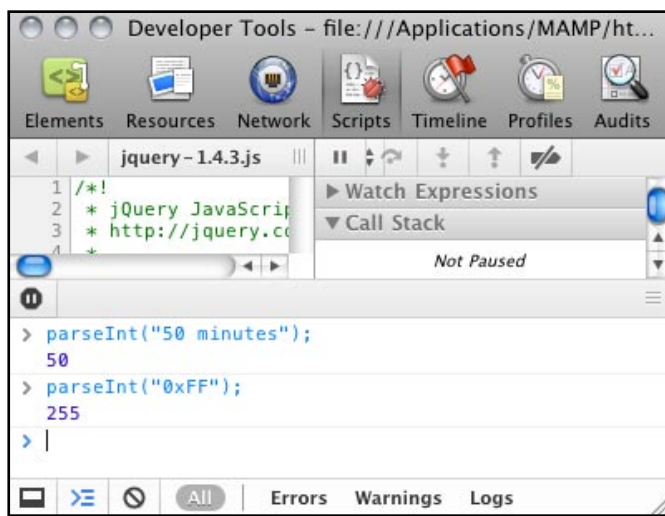 Developer Tools – file:///Applications/MAMP/ht...
Elements Resources Network Scripts Timeline Profiles Audits
jquery-1.4.3.js
1 /*!
2 * jQuery JavaScrip
3 * http://jquery.co
4 *
Watch Expressions
Call Stack
Not Paused
> parseInt("50 minutes");
50
> parseInt("0xFF");
255
>
All Errors Warnings Logs